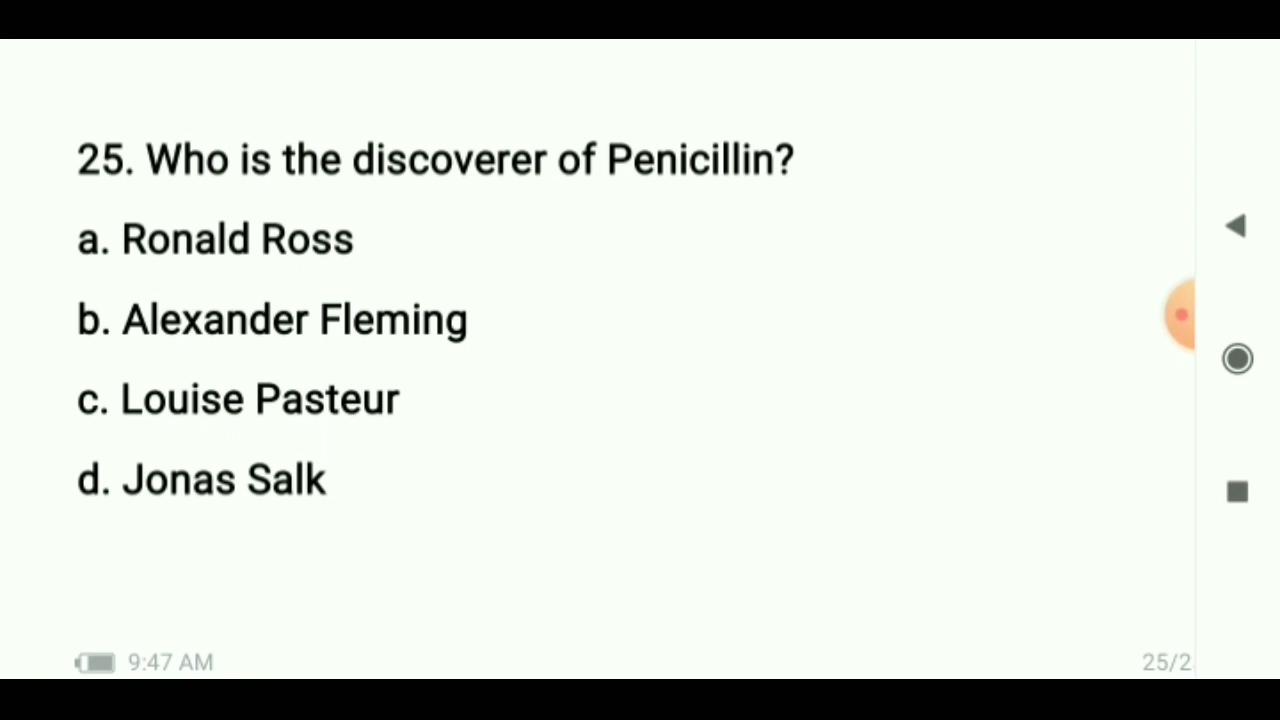 25. Who is the discoverer of Penicillin?
a. Ronald Ross
b. Alexander Fleming
c. Louise Pasteur
d. Jonas Salk
9:47 AM
25/2